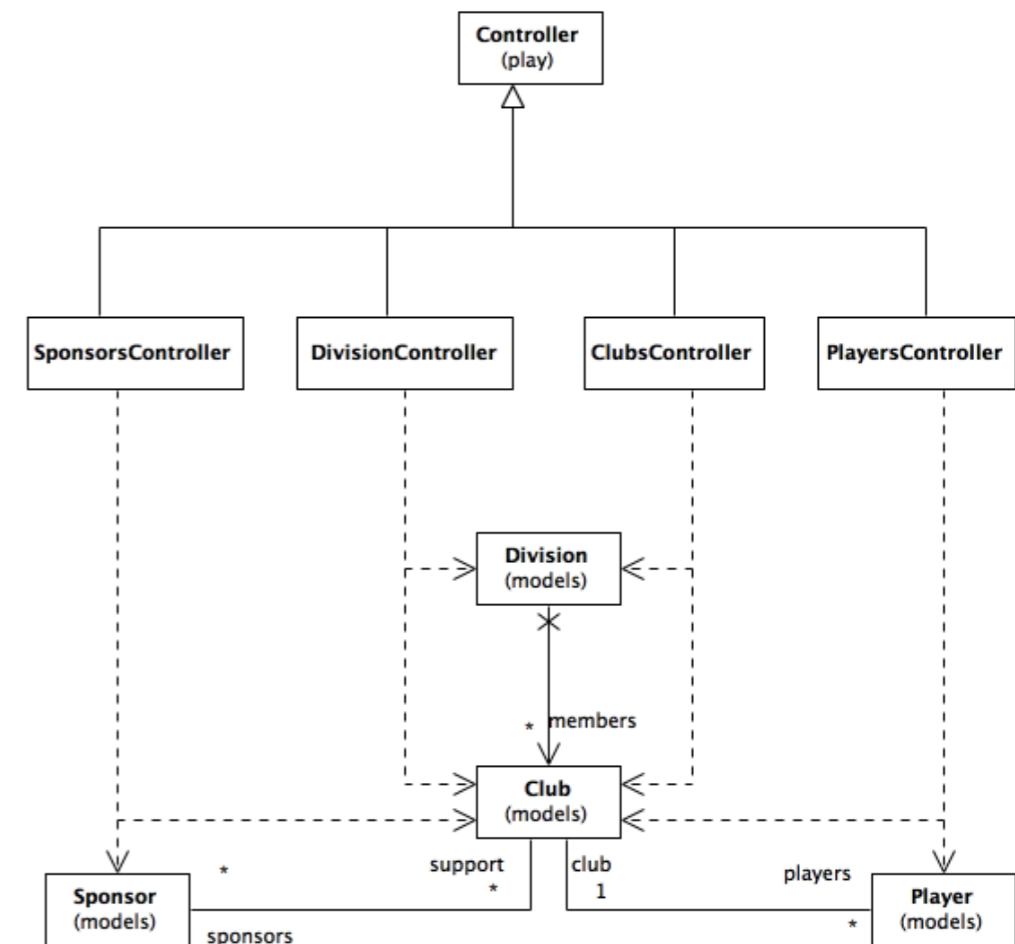 Controller
(play)
SponsorsController
DivisionController
ClubsController
PlayersController
Division
(models)
* members
Club
(models)
* support club players
* 1
Sponsor
(models)
Player
(models)
*
sponsors